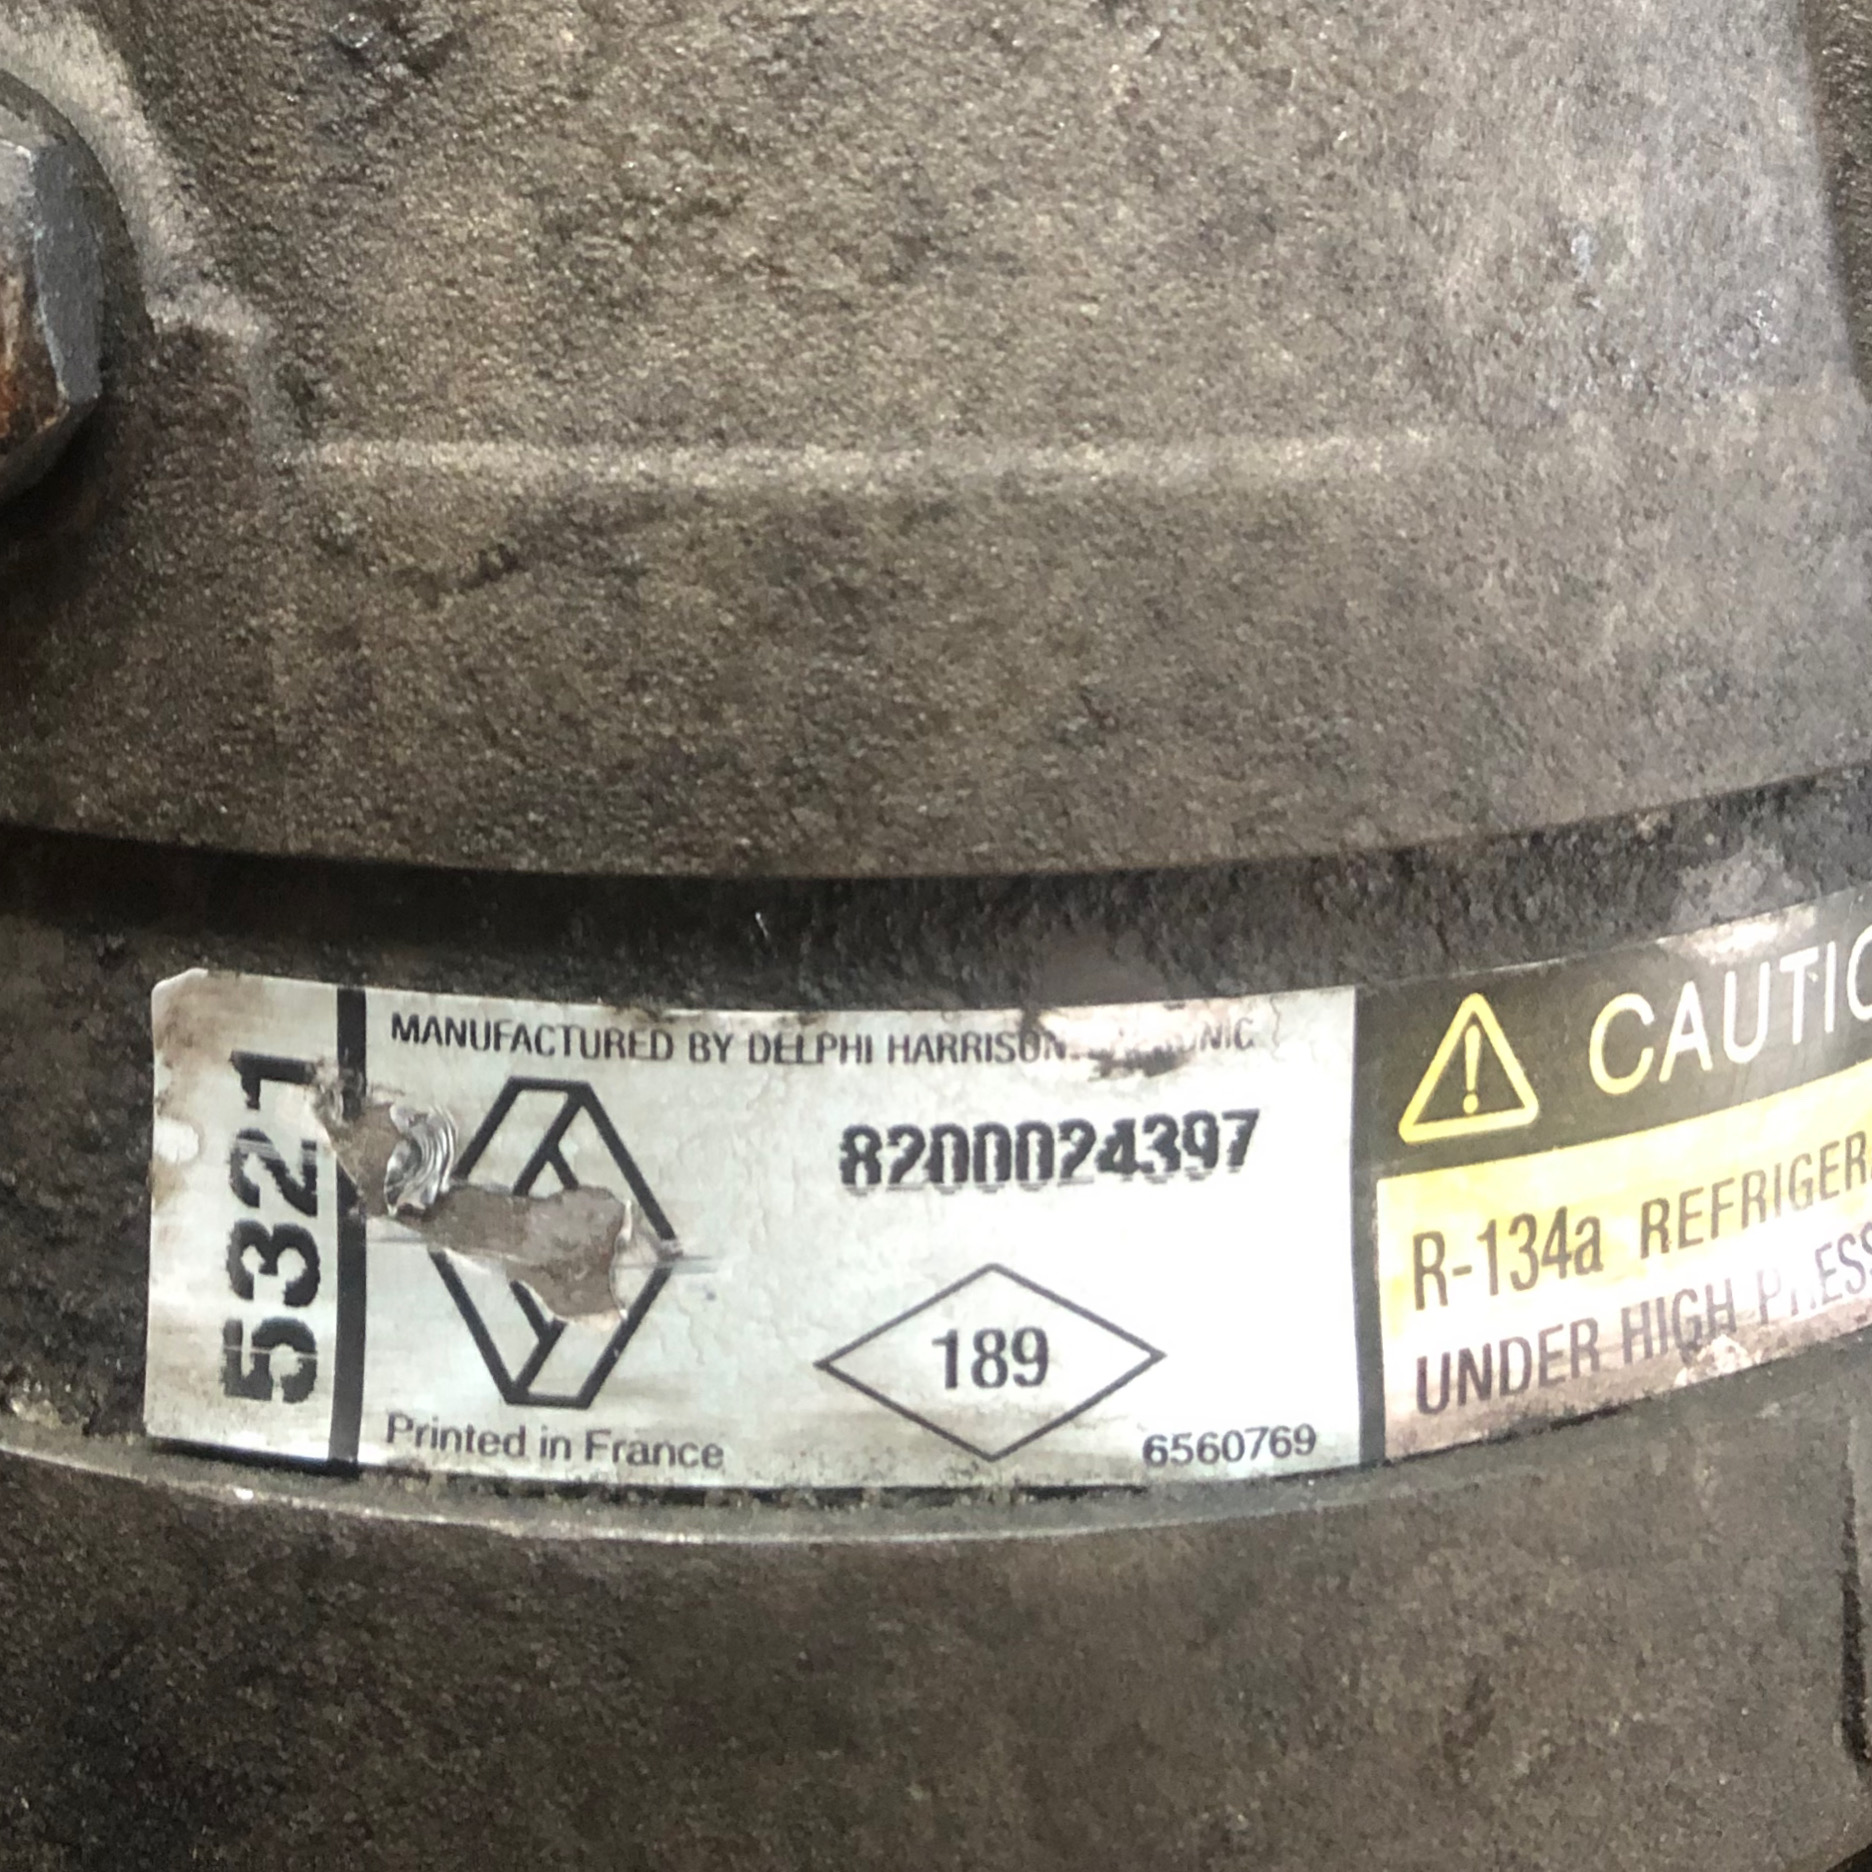 5321
MANUFACTURED BY DELPHI HARRISON
8200024397
189
Printed in France
6560769
CAUTIO
R-134a REFRIGER
UNDER HIGH